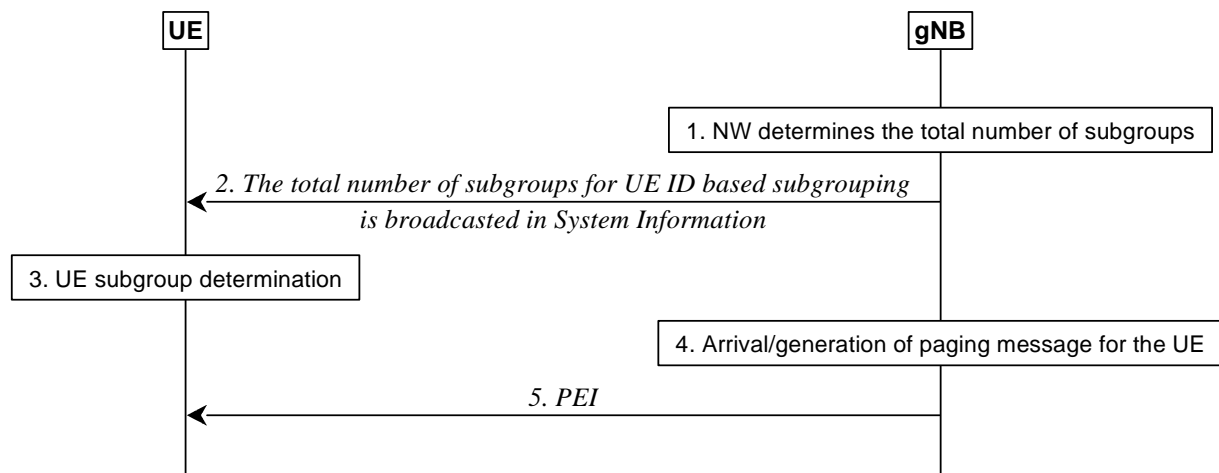 UE
gNB
1. NW determines the total number of subgroups
2. The total number of subgroups for UE ID based subgrouping
is broadcasted in System Information
3. UE subgroup determination
4. Arrival/generation of paging message for the UE
5. PEI